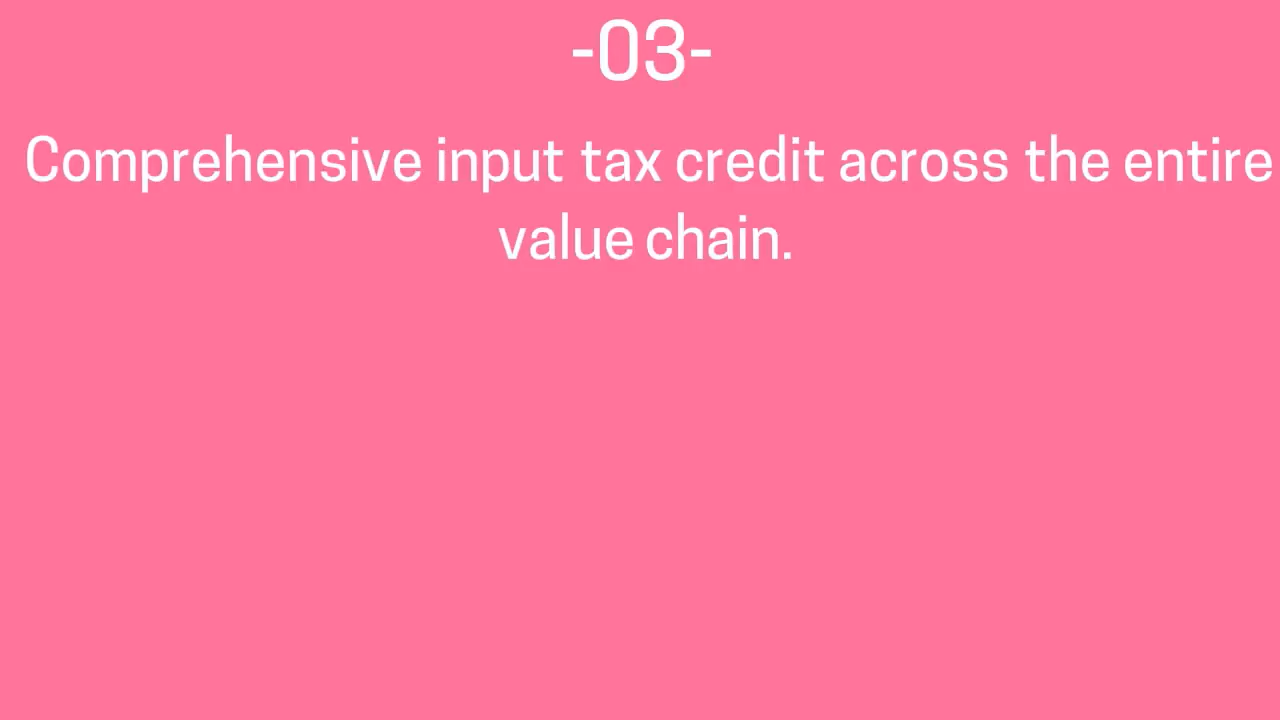 -03-
Comprehensive input tax credit across the entire
value chain.